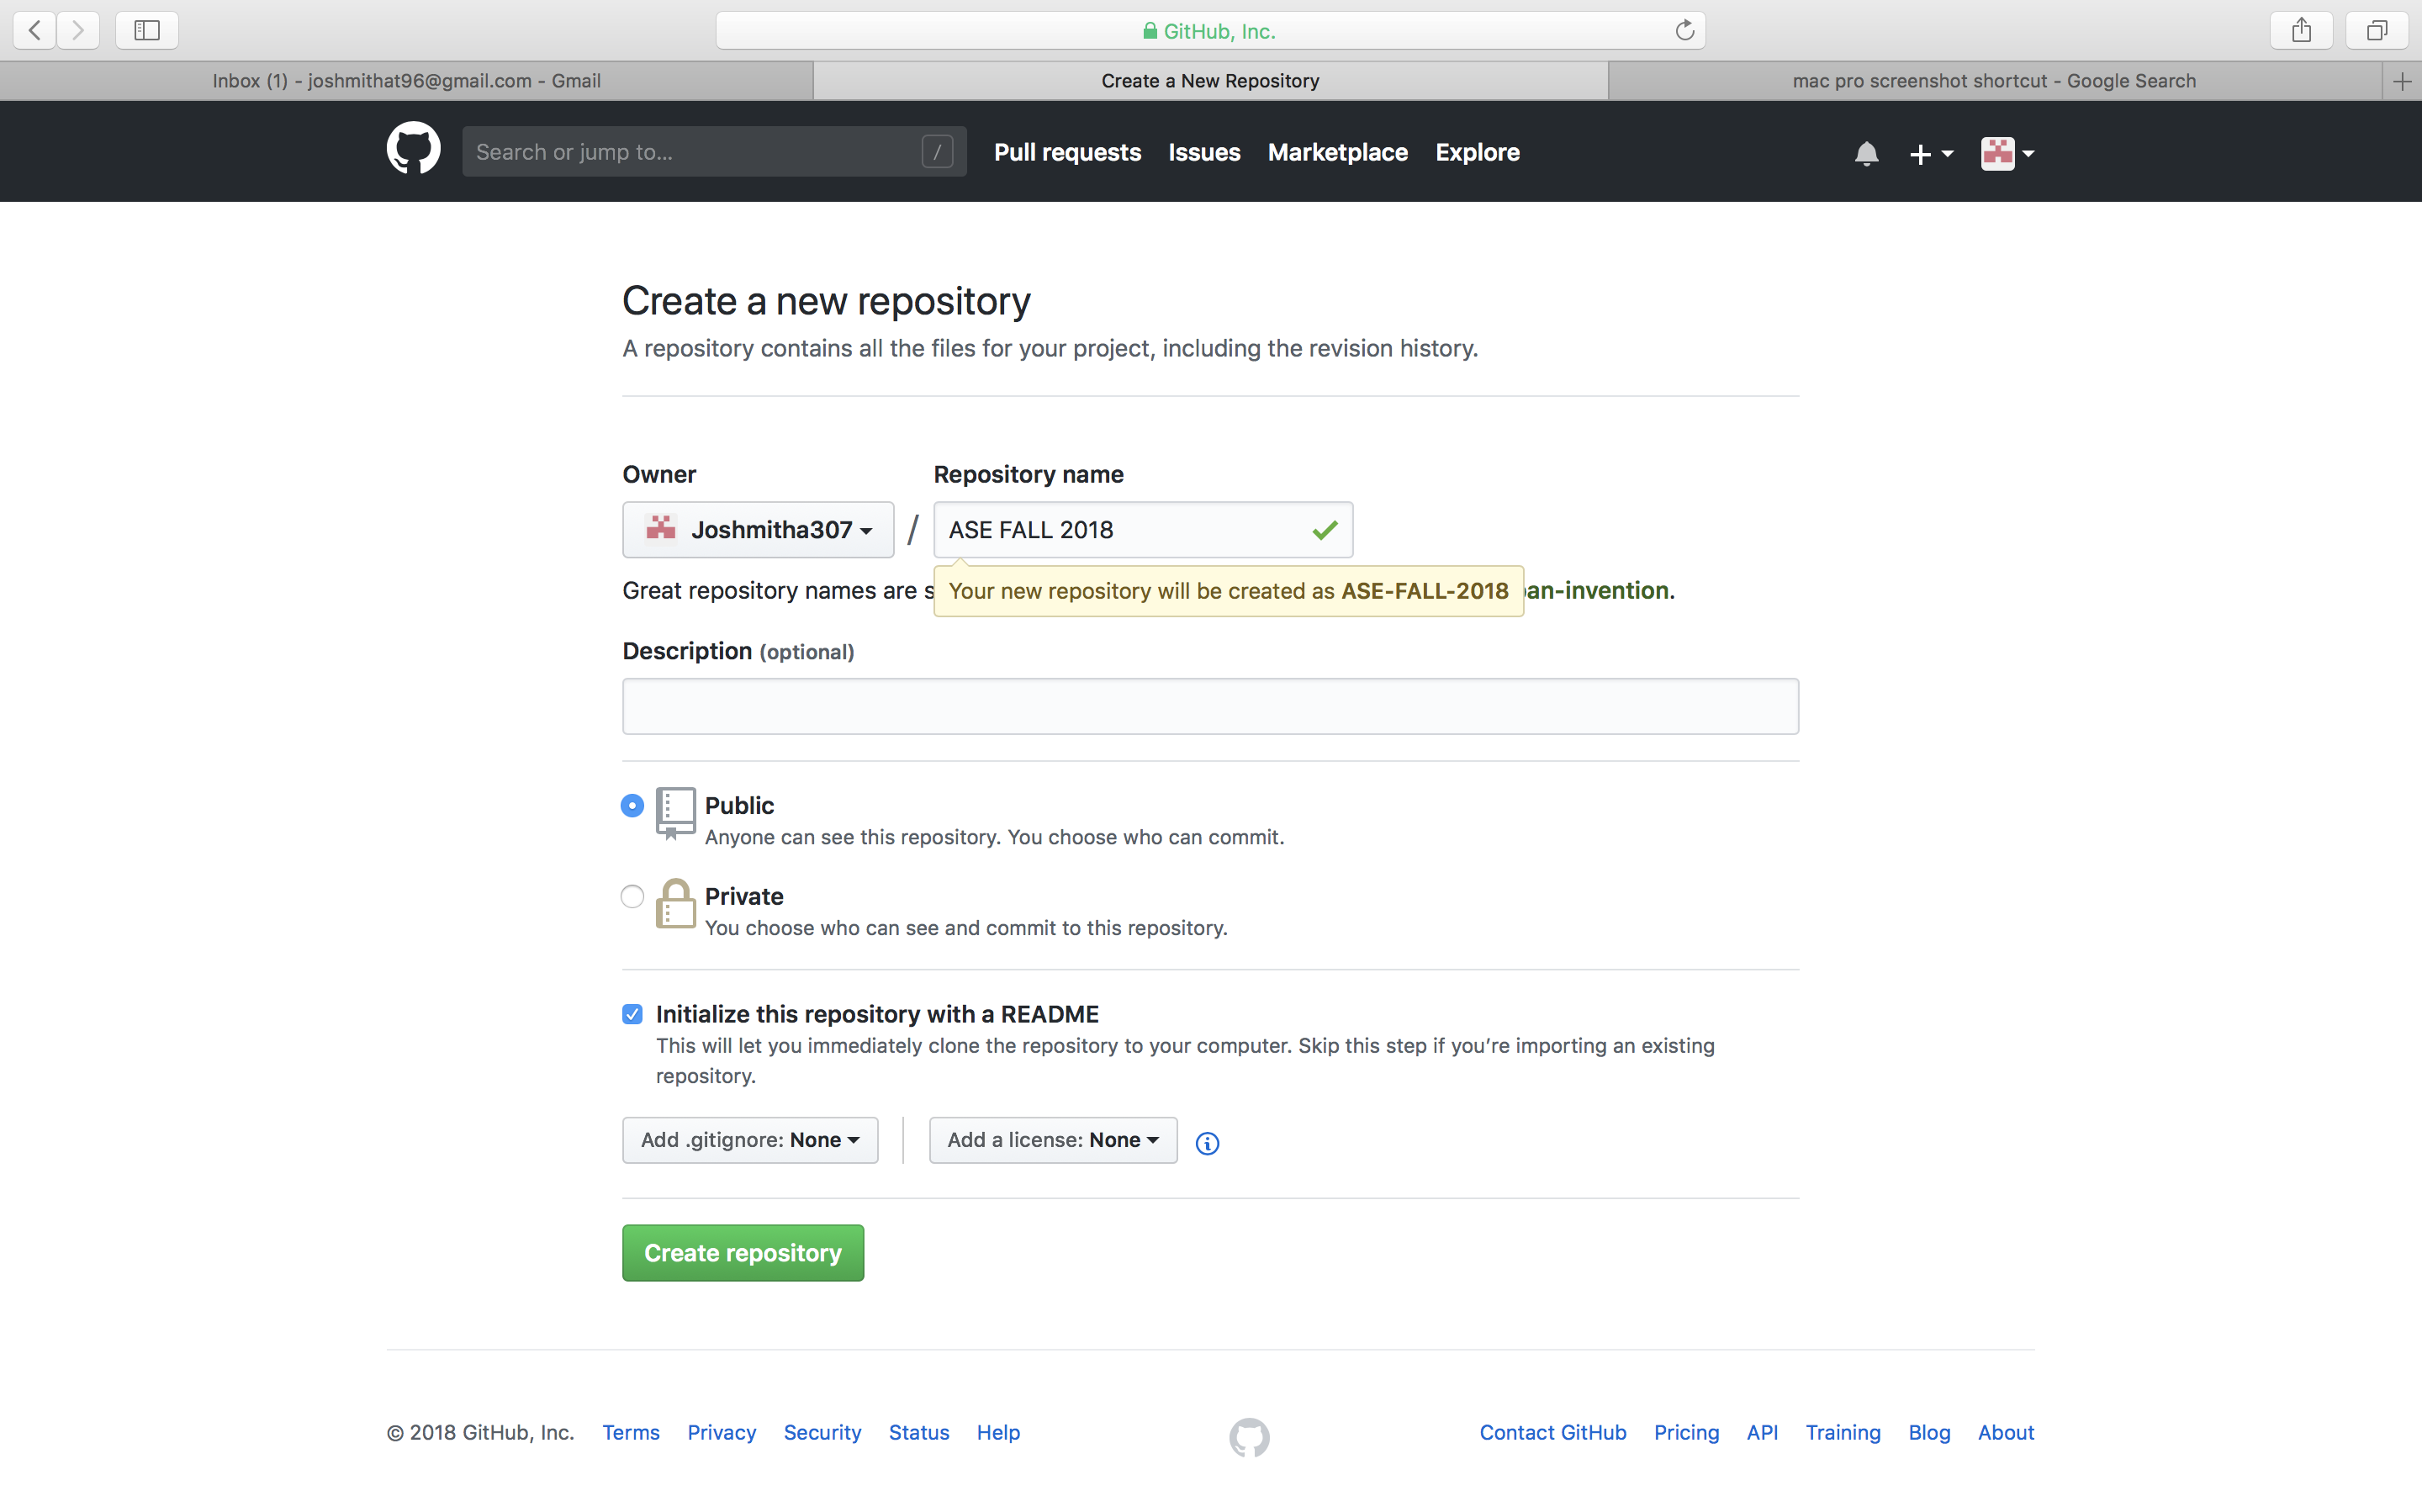 GitHub, Inc.
Inbox (1) - joshmithat96@gmail.com - Gmail
Create a New Repository
mac pro screenshot shortcut - Google Search
Search or jump to...
/
Pull requests
Issues
Marketplace
Explore
Create a new repository
A repository contains all the files for your project, including the revision history.
Owner
Repository name
Joshmitha307
/
ASE FALL 2018
Great repository names are
Your new repository will be created as ASE-FALL-2018
an-invention.
Description (optional)
Public
Anyone can see this repository. You choose who can commit.
Private
You choose who can see and commit to this repository.
Initialize this repository with a README
This will let you immediately clone the repository to your computer. Skip this step if you’re importing an existing
repository.
Add .gitignore: None
Add a license: None
Create repository
© 2018 GitHub, Inc.
Terms
Privacy
Security
Status
Help
Contact GitHub
Pricing
API
Training
Blog
About